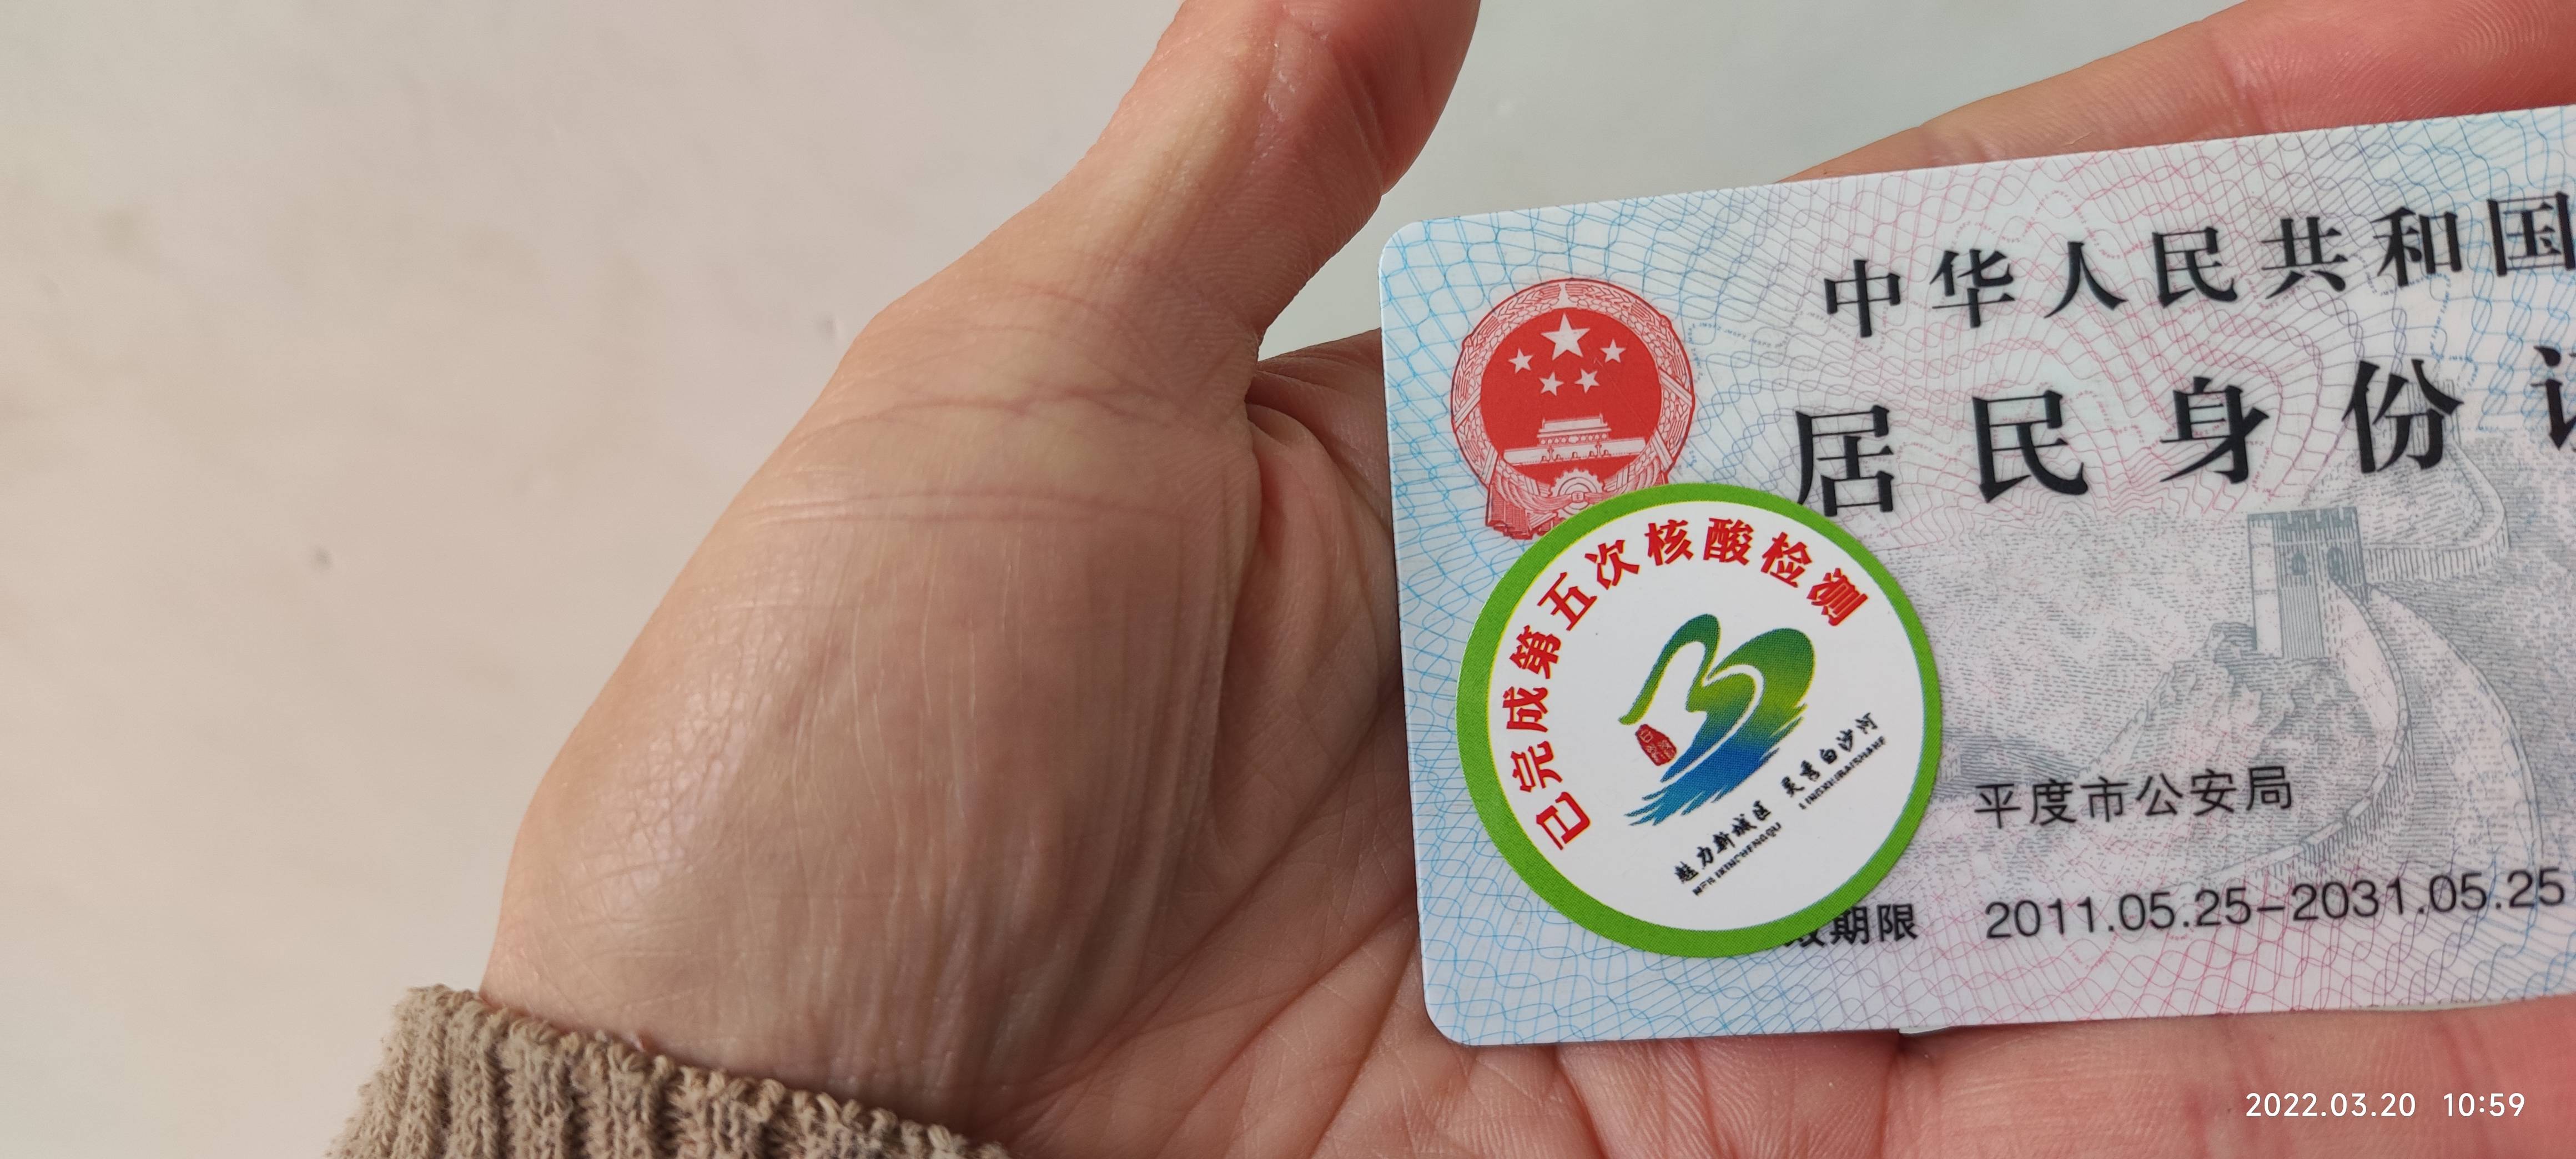 中华人民共和国
居民身份
已完成第五次核酸检测
魅力新城区 灵秀白沙河
平度市公安局
期限 2011.05.25-2031.05.25
2022.03.20 10:59